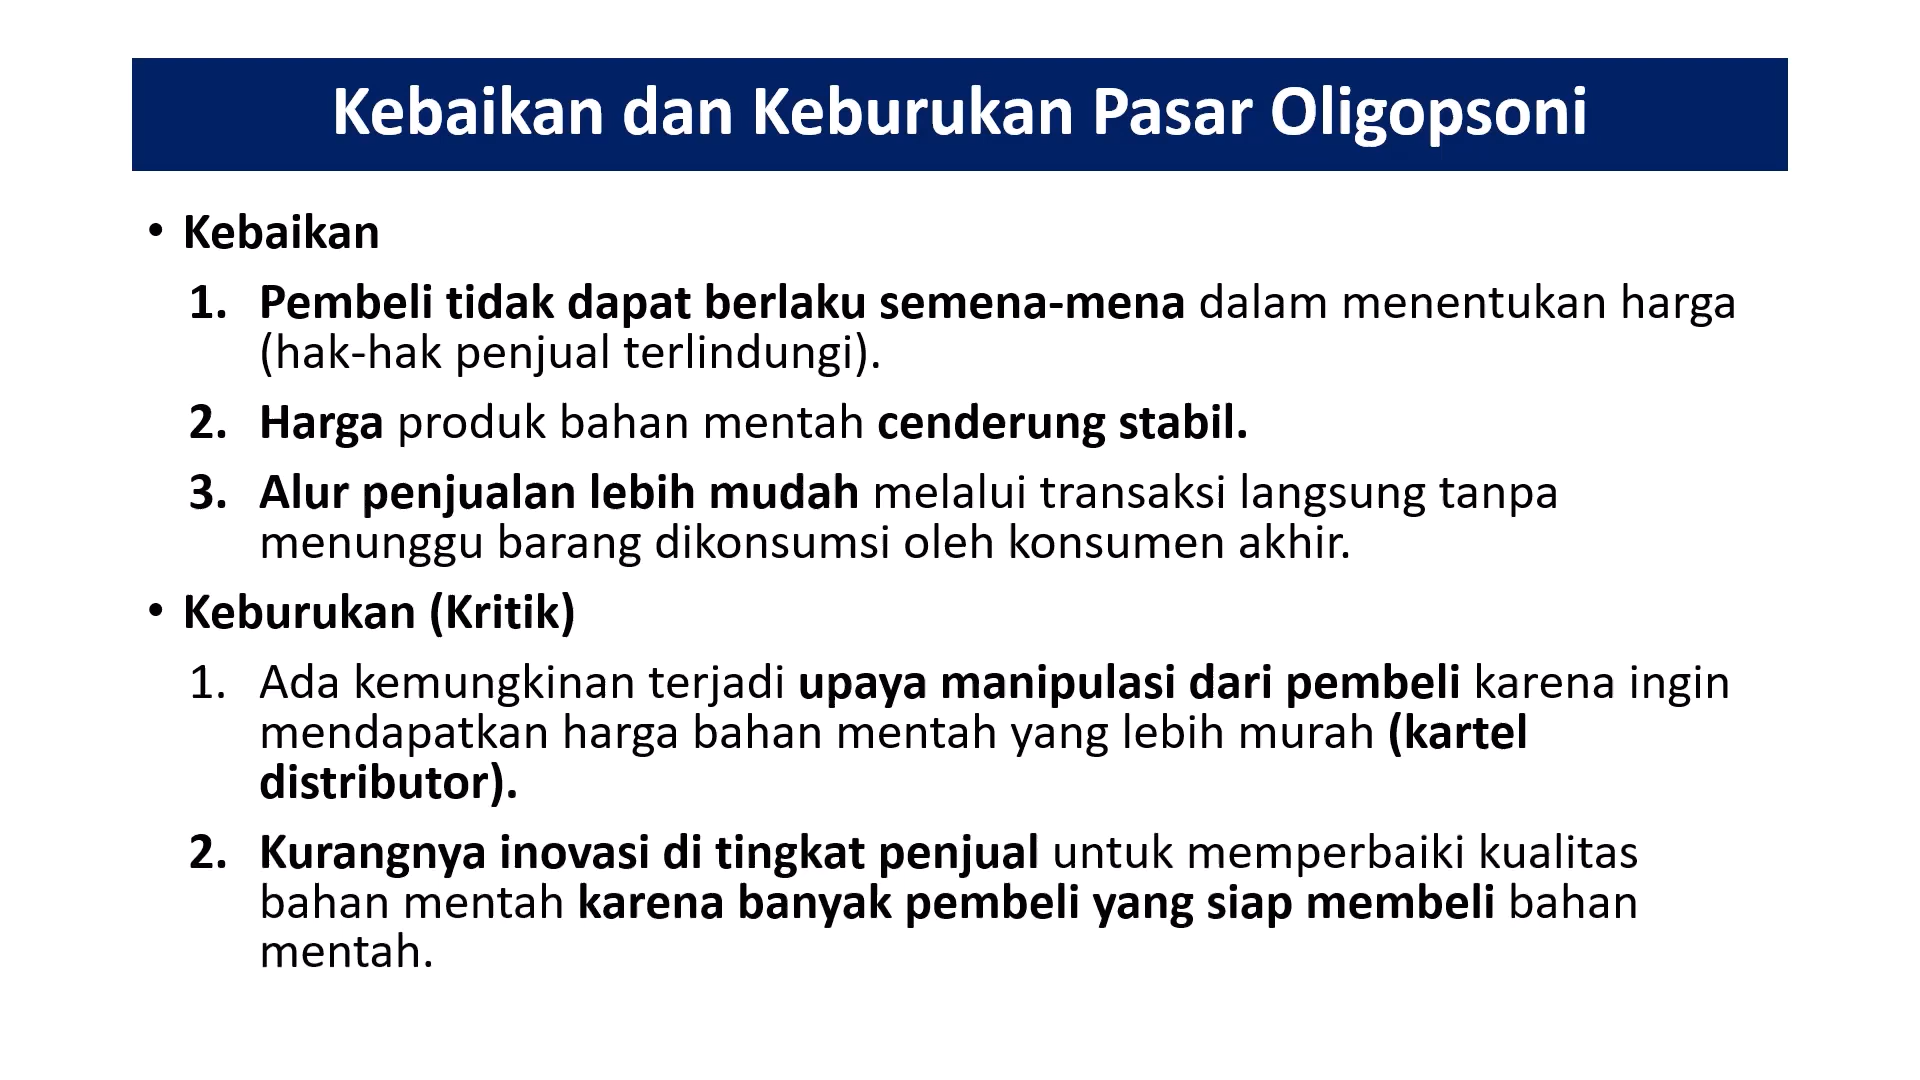 Kebaikan dan Keburukan Pasar Oligopsoni
• Kebaikan
1. Pembeli tidak dapat berlaku semena-mena dalam menentukan harga
(hak-hak penjual terlindungi).
2. Harga produk bahan mentah cenderung stabil.
3. Alur penjualan lebih mudah melalui transaksi langsung tanpa
menunggu barang dikonsumsi oleh konsumen akhir.
• Keburukan (Kritik)
1. Ada kemungkinan terjadi upaya manipulasi dari pembeli karena ingin
mendapatkan harga bahan mentah yang lebih murah (kartel
distributor).
2. Kurangnya inovasi di tingkat penjual untuk memperbaiki kualitas
bahan mentah karena banyak pembeli yang siap membeli bahan
mentah.